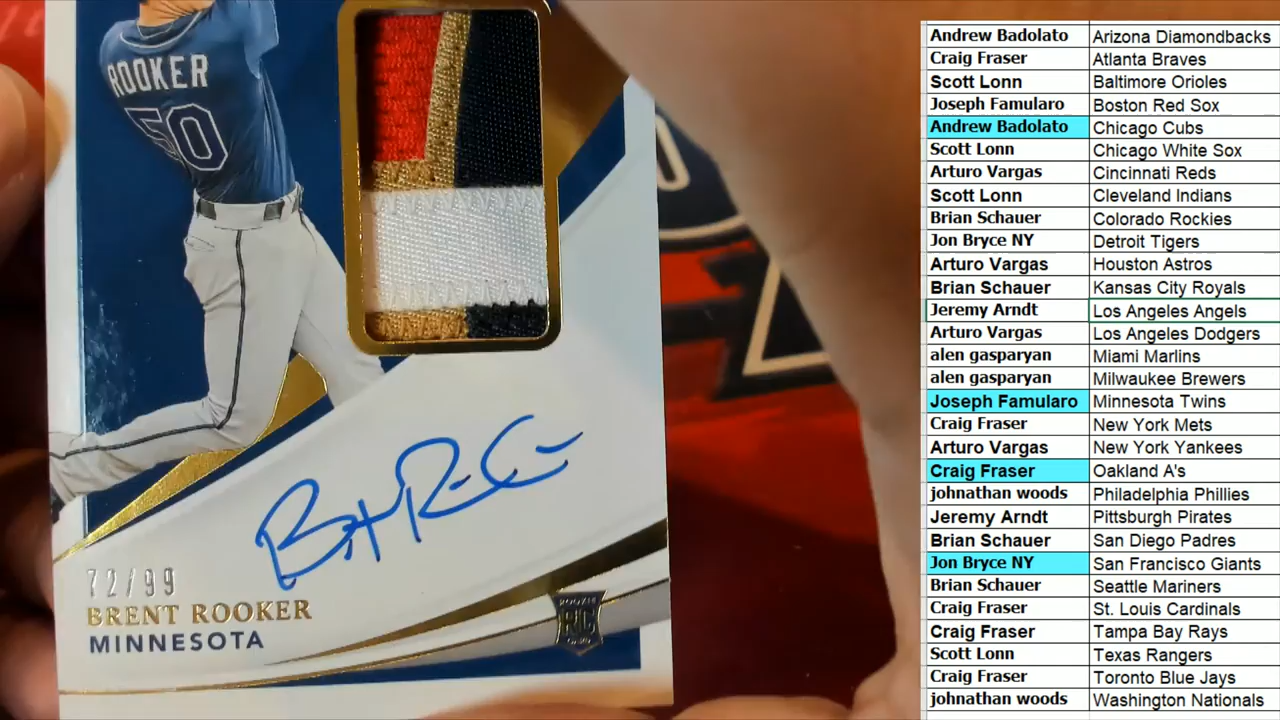 ROOKER
50
Brent Rooker
72/99
BRENT ROOKER
MINNESOTA
ROOKIE
RC
Andrew Badolato Arizona Diamondbacks
Craig Fraser Atlanta Braves
Scott Lonn Baltimore Orioles
Joseph Famularo Boston Red Sox
Andrew Badolato Chicago Cubs
Scott Lonn Chicago White Sox
Arturo Vargas Cincinnati Reds
Scott Lonn Cleveland Indians
Brian Schauer Colorado Rockies
Jon Bryce NY Detroit Tigers
Arturo Vargas Houston Astros
Brian Schauer Kansas City Royals
Jeremy Arndt Los Angeles Angels
Arturo Vargas Los Angeles Dodgers
alen gasparyan Miami Marlins
alen gasparyan Milwaukee Brewers
Joseph Famularo Minnesota Twins
Craig Fraser New York Mets
Arturo Vargas New York Yankees
Craig Fraser Oakland A's
johnathan woods Philadelphia Phillies
Jeremy Arndt Pittsburgh Pirates
Brian Schauer San Diego Padres
Jon Bryce NY San Francisco Giants
Brian Schauer Seattle Mariners
Craig Fraser St. Louis Cardinals
Craig Fraser Tampa Bay Rays
Scott Lonn Texas Rangers
Craig Fraser Toronto Blue Jays
johnathan woods Washington Nationals